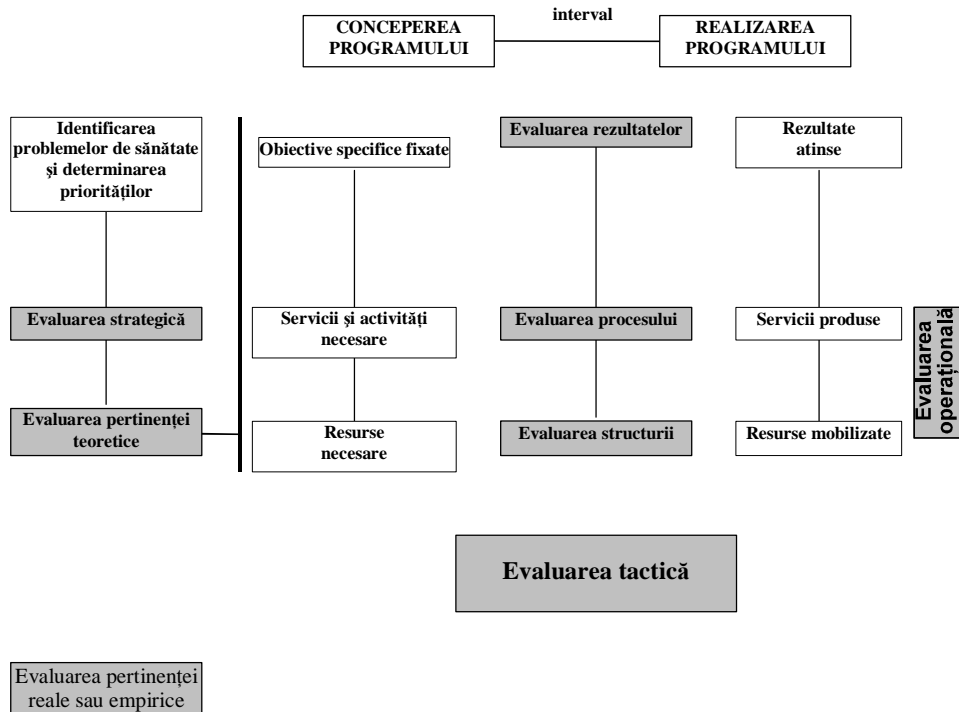 interval
CONCEPEREA
PROGRAMULUI
REALIZAREA
PROGRAMULUI
Identificarea
problemelor de sănătate
şi determinarea
priorităţilor
Obiective specifice fixate
Evaluarea rezultatelor
Rezultate
atinse
Evaluarea strategică
Servicii şi activităţi
necesare
Evaluarea procesului
Servicii produse
Evaluarea
operaţională
Evaluarea pertinenţei
teoretice
Resurse
necesare
Evaluarea structurii
Resurse mobilizate
Evaluarea tactică
Evaluarea pertinenţei
reale sau empirice